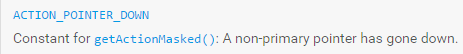 ACTION_POINTER_DOWN
Constant for getActionMasked(): A non-primary pointer has gone down.